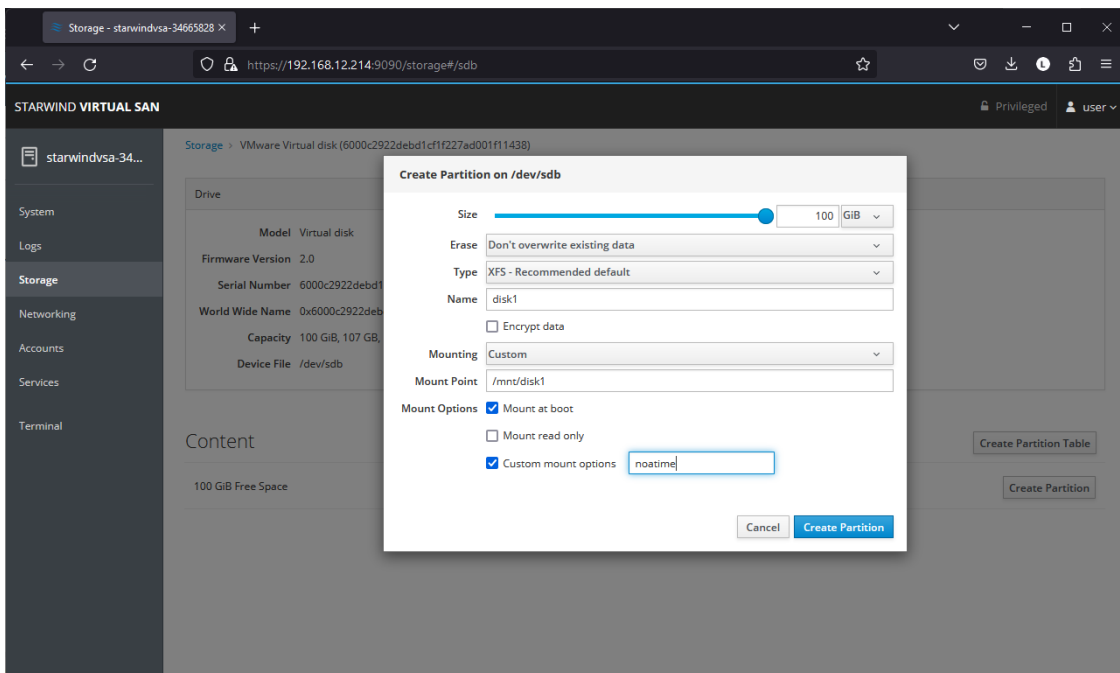 Storage - starwindvsa-34665828
https://192.168.12.214:9090/storage#/sdb
L
STARWIND VIRTUAL SAN
Privileged
user
starwindvsa-34...
System
Logs
Storage
Networking
Accounts
Services
Terminal
Storage > VMware Virtual disk (6000c2922debd1cf1f227ad001f11438)
Drive
Model Virtual disk
Firmware Version 2.0
Serial Number 6000c2922debd1
World Wide Name 0x6000c2922deb
Capacity 100 GiB, 107 GB,
Device File /dev/sdb
Content
Create Partition Table
100 GiB Free Space
Create Partition
Create Partition on /dev/sdb
Size 100 GiB
Erase Don't overwrite existing data
Type XFS - Recommended default
Name disk1
Encrypt data
Mounting Custom
Mount Point /mnt/disk1
Mount Options Mount at boot
Mount read only
Custom mount options noatime
Cancel Create Partition